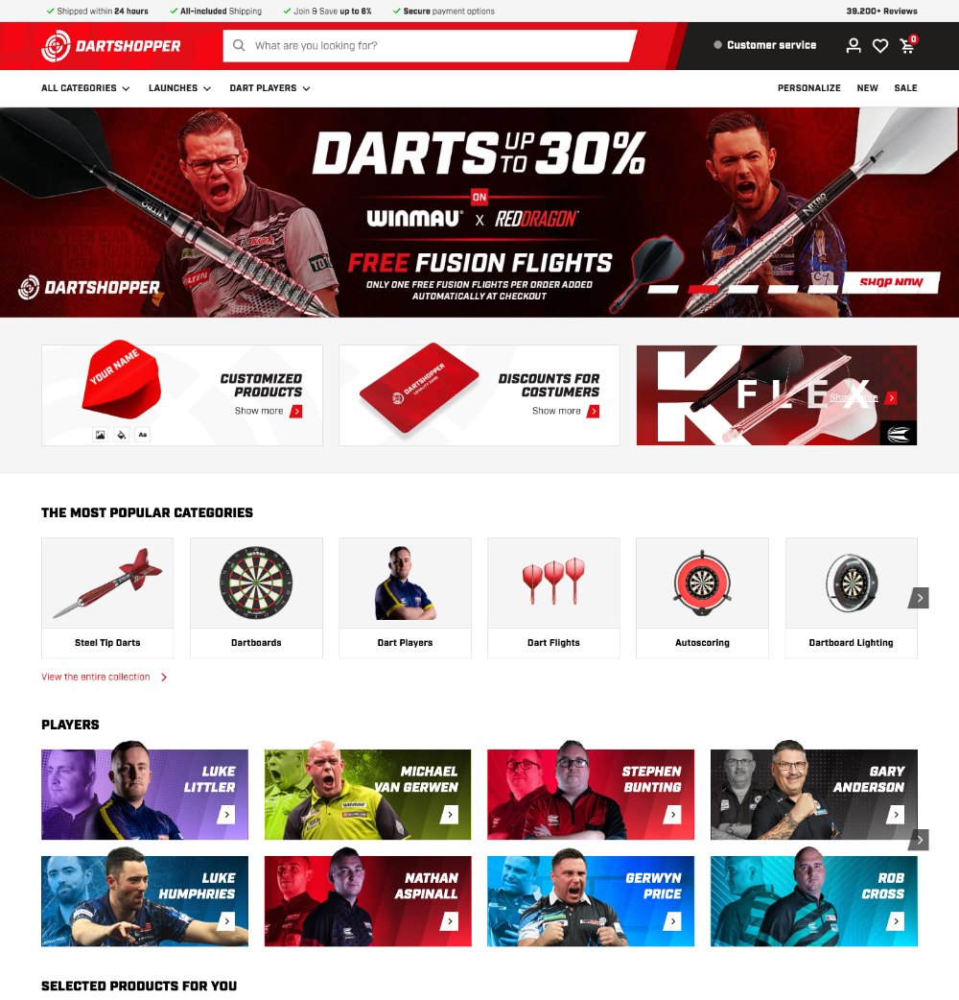 Shipped within 24 hours
All-included Shipping
Join & Save up to 6%
Secure payment options
39.200+ Reviews
DARTSHOPPER
What are you looking for?
Customer service
0
ALL CATEGORIES
LAUNCHES
DART PLAYERS
PERSONALIZE
NEW
SALE
DARTS UP TO 30%
ON
WINMAU X REDDRAGON
FREE FUSION FLIGHTS
ONLY ONE FREE FUSION FLIGHTS PER ORDER ADDED
AUTOMATICALLY AT CHECKOUT
NITRO
NITRO
DARTSHOPPER
SHOP NOW
YOUR NAME
Aa
CUSTOMIZED
PRODUCTS
Show more
DARTSHOPPER
LOYALTY CARD
DISCOUNTS FOR
COSTUMERS
Show more
K FLEX
Show more
THE MOST POPULAR CATEGORIES
Steel Tip Darts
Dartboards
Dart Players
Dart Flights
Autoscoring
Dartboard Lighting
View the entire collection
PLAYERS
LUKE
LITTLER
MICHAEL
VAN GERWEN
STEPHEN
BUNTING
GARY
ANDERSON
LUKE
HUMPHRIES
NATHAN
ASPINALL
GERWYN
PRICE
ROB
CROSS
SELECTED PRODUCTS FOR YOU